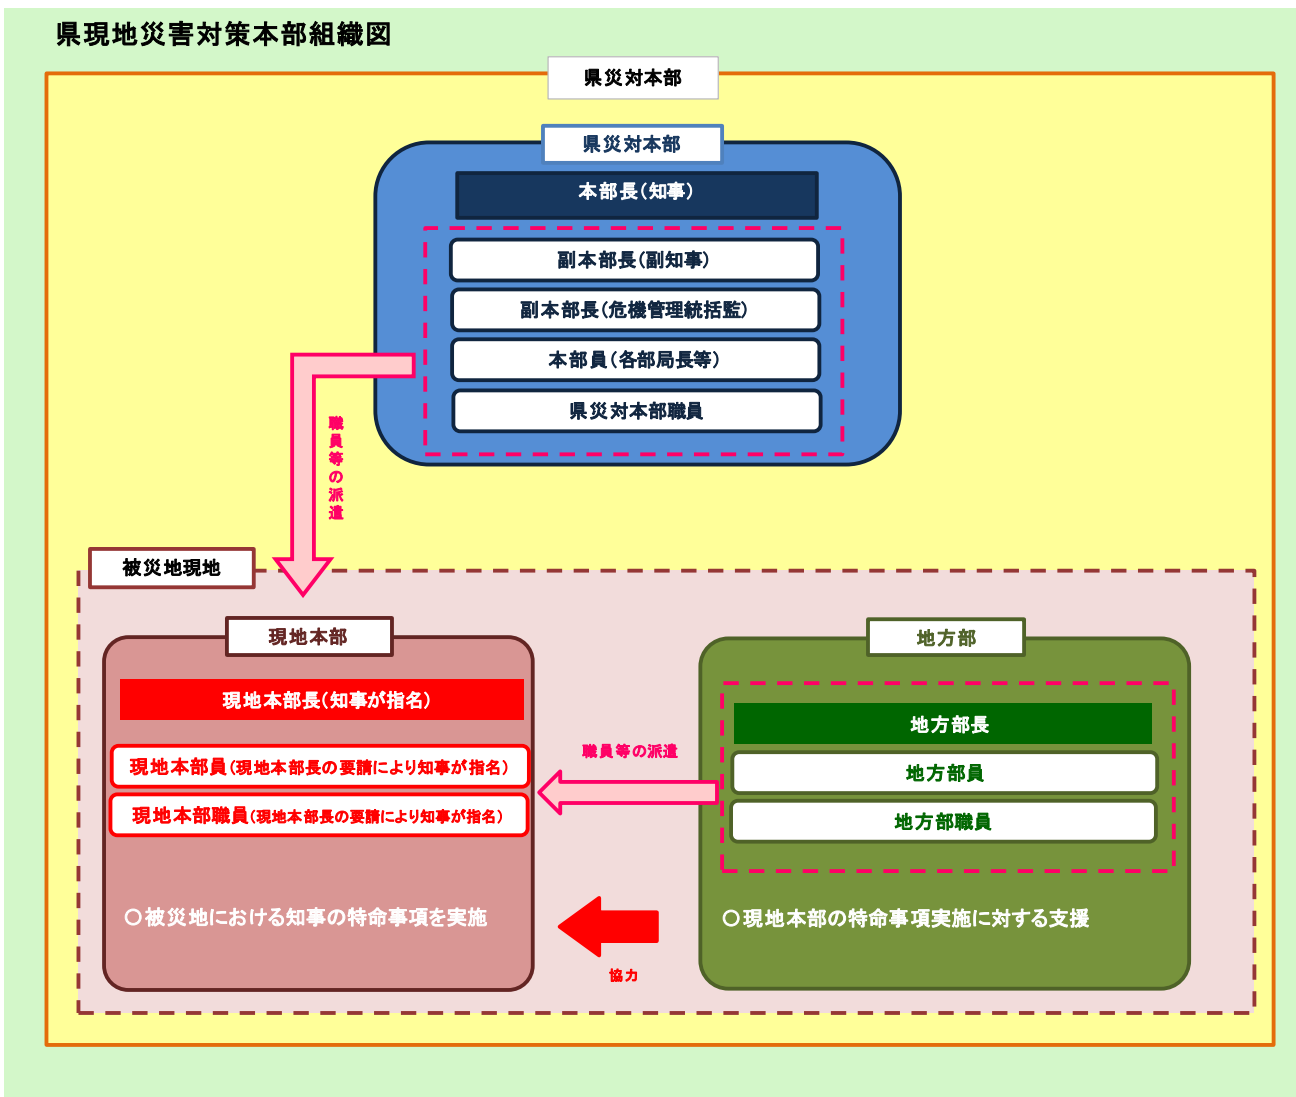 県現地災害対策本部組織図
県災対本部
県災対本部
本部長（知事）
副本部長（副知事）
副本部長（危機管理統括監）
本部員（各部局長等）
県災対本部職員
職員等の派遣
被災地現地
現地本部
現地本部長（知事が指名）
現地本部員（現地本部長の要請により知事が指名）
現地本部職員（現地本部長の要請により知事が指名）
○被災地における知事の特命事項を実施
職員等の派遣
協力
地方部
地方部長
地方部員
地方部職員
○現地本部の特命事項実施に対する支援